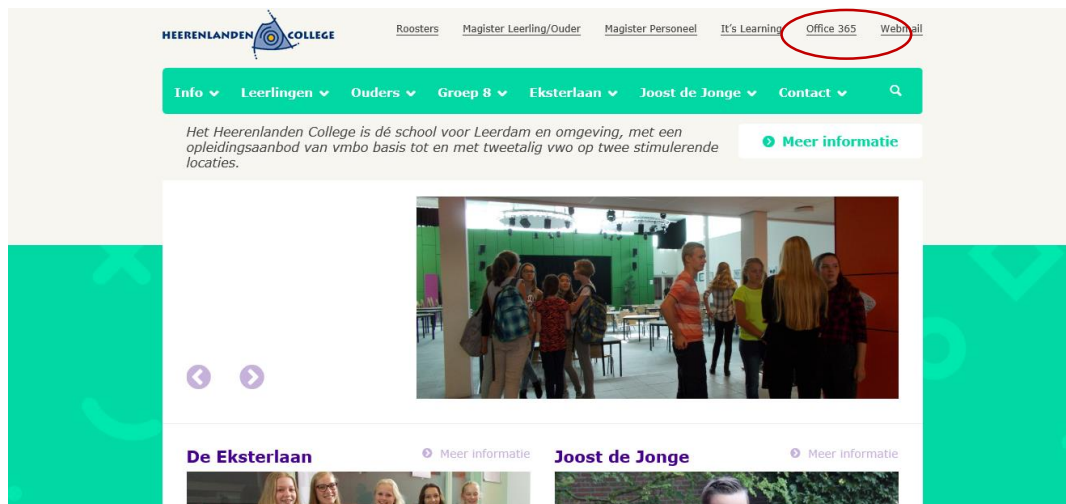 HEERENLANDEN COLLEGE
Roosters Magister Leerling/Ouder Magister Personeel It's Learning Office 365 Webmail
Info Leerlingen Ouders Groep 8 Eksterlaan Joost de Jonge Contact
Het Heerenlanden College is dé school voor Leerdam en omgeving, met een
opleidingsaanbod van vmbo basis tot en met tweetalig vwo op twee stimulerende
locaties.
Meer informatie
De Eksterlaan Meer informatie
Joost de Jonge Meer informatie